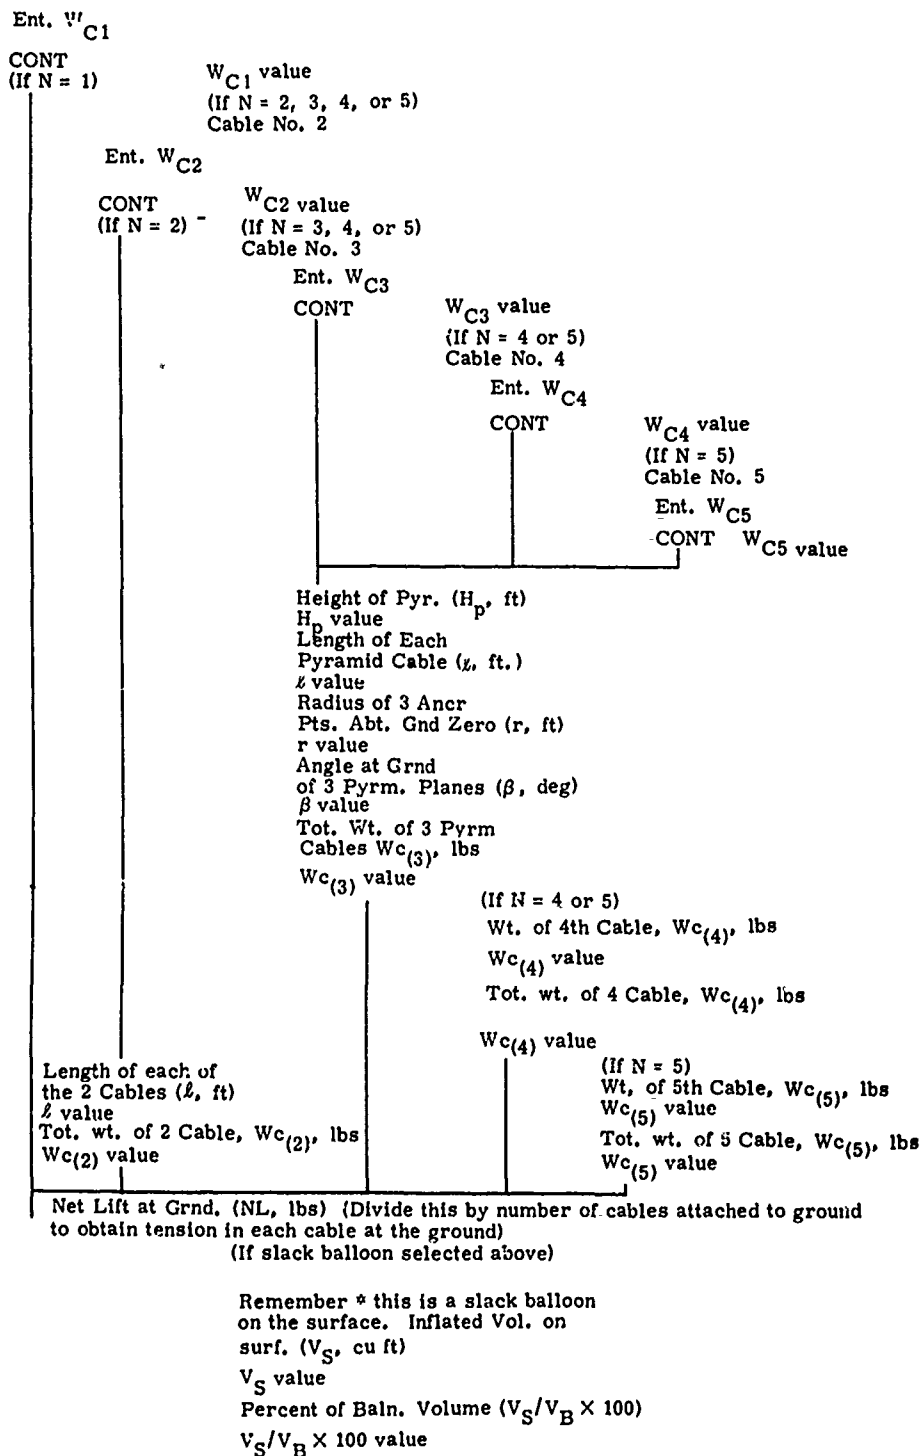 Ent. W C1
CONT
(If N = 1)
W C1 value
(If N = 2, 3, 4, or 5)
Cable No. 2
Ent. W C2
CONT
(If N = 2) -
W C2 value
(If N = 3, 4, or 5)
Cable No. 3
Ent. W C3
CONT
W C3 value
(If N = 4 or 5)
Cable No. 4
Ent. W C4
CONT
W C4 value
(If N = 5)
Cable No. 5
Ent. W C5
CONT W C5 value
Height of Pyr. (Hp, ft)
Hp value
Length of Each
Pyramid Cable (ℓ, ft.)
ℓ value
Radius of 3 Ancr
Pts. Abt. Gnd Zero (r, ft)
r value
Angle at Grnd
of 3 Pyrm. Planes (β, deg)
β value
Tot. Wt. of 3 Pyrm
Cables Wc(3), lbs
Wc(3) value
(If N = 4 or 5)
Wt. of 4th Cable, Wc(4), lbs
Wc(4) value
Tot. wt. of 4 Cable, Wc(4), lbs
Wc(4) value
(If N = 5)
Wt, of 5th Cable, Wc(5), lbs
Wc(5) value
Tot. wt. of 5 Cable, Wc(5), lbs
Wc(5) value
Length of each of
the 2 Cables (ℓ, ft)
ℓ value
Tot. wt. of 2 Cable, Wc(2), lbs
Wc(2) value
Net Lift at Grnd. (NL, lbs) (Divide this by number of cables attached to ground
to obtain tension in each cable at the ground)
(If slack balloon selected above)
Remember * this is a slack balloon
on the surface. Inflated Vol. on
surf. (VS, cu ft)
VS value
Percent of Baln. Volume (VS/VB × 100)
VS/VB × 100 value